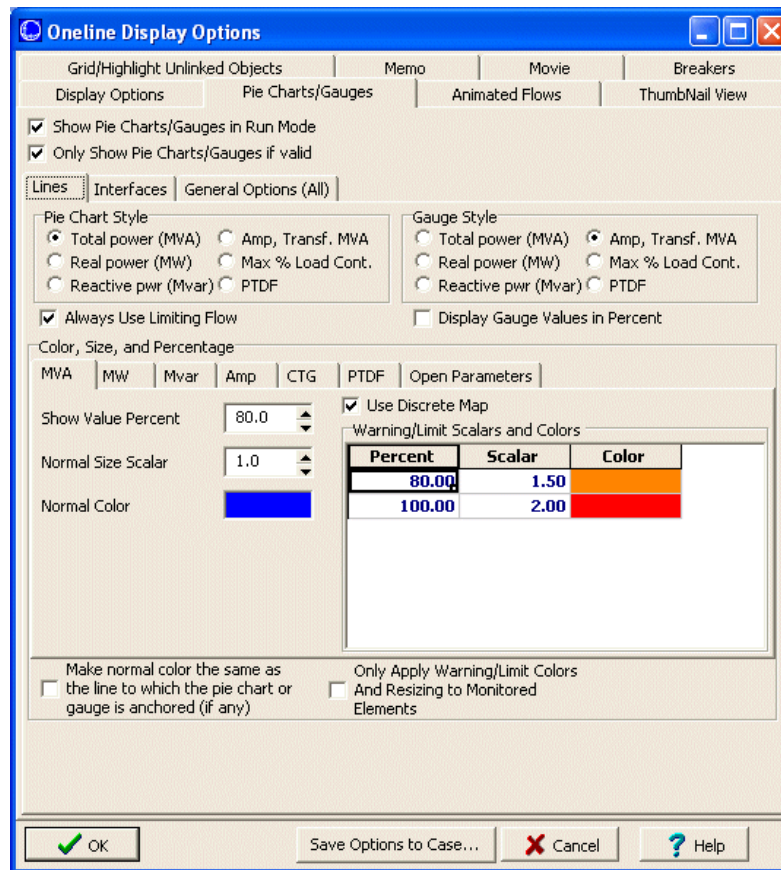 Oneline Display Options
Grid/Highlight Unlinked Objects Memo Movie Breakers
Display Options Pie Charts/Gauges Animated Flows ThumbNail View
Show Pie Charts/Gauges in Run Mode
Only Show Pie Charts/Gauges if valid
Lines Interfaces General Options (All)
Pie Chart Style Gauge Style
Total power (MVA) Amp, Transf. MVA Total power (MVA) Amp, Transf. MVA
Real power (MW) Max % Load Cont. Real power (MW) Max % Load Cont.
Reactive pwr (Mvar) PTDF Reactive pwr (Mvar) PTDF
Always Use Limiting Flow Display Gauge Values in Percent
Color, Size, and Percentage
MVA MW Mvar Amp CTG PTDF Open Parameters
Show Value Percent 80.0 Use Discrete Map
Warning/Limit Scalars and Colors
Normal Size Scalar 1.0 Percent Scalar Color
80.00 1.50
Normal Color 100.00 2.00
Make normal color the same as
the line to which the pie chart or
gauge is anchored (if any)
Only Apply Warning/Limit Colors
And Resizing to Monitored
Elements
OK Save Options to Case... Cancel ? Help